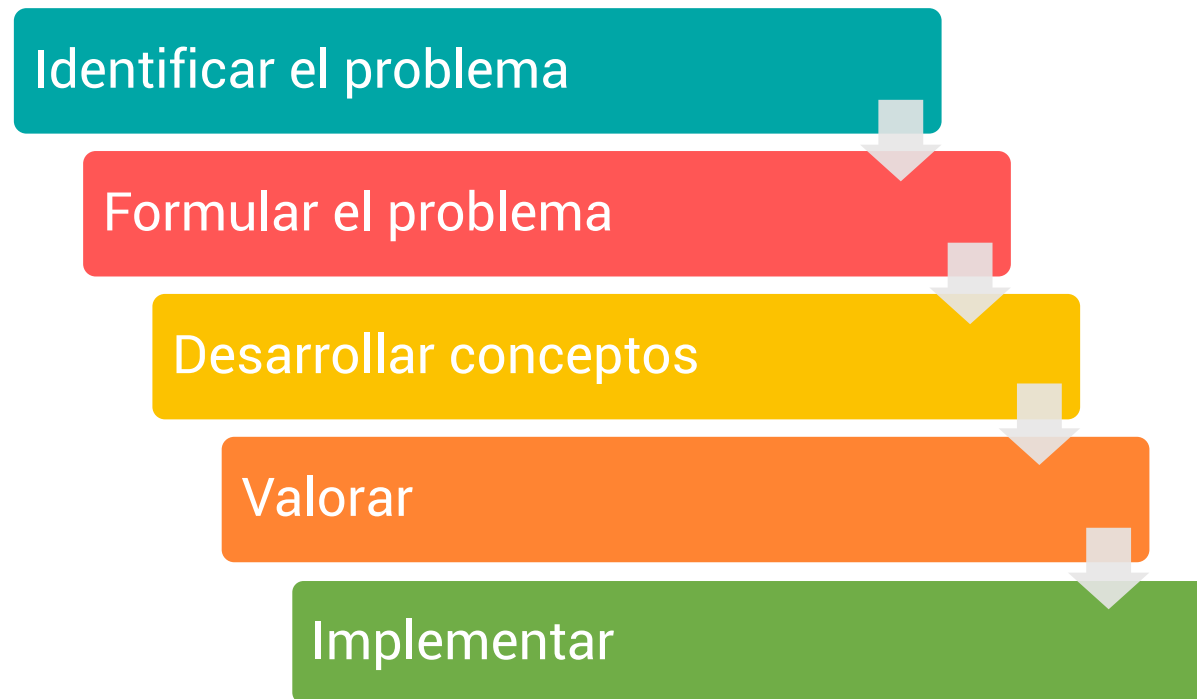 Identificar el problema
Formular el problema
Desarrollar conceptos
Valorar
Implementar